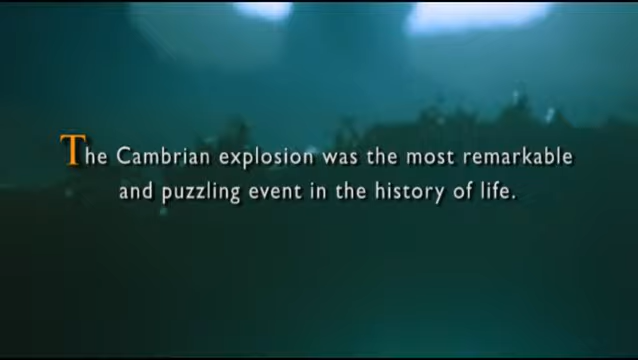 The Cambrian explosion was the most remarkable
and puzzling event in the history of life.